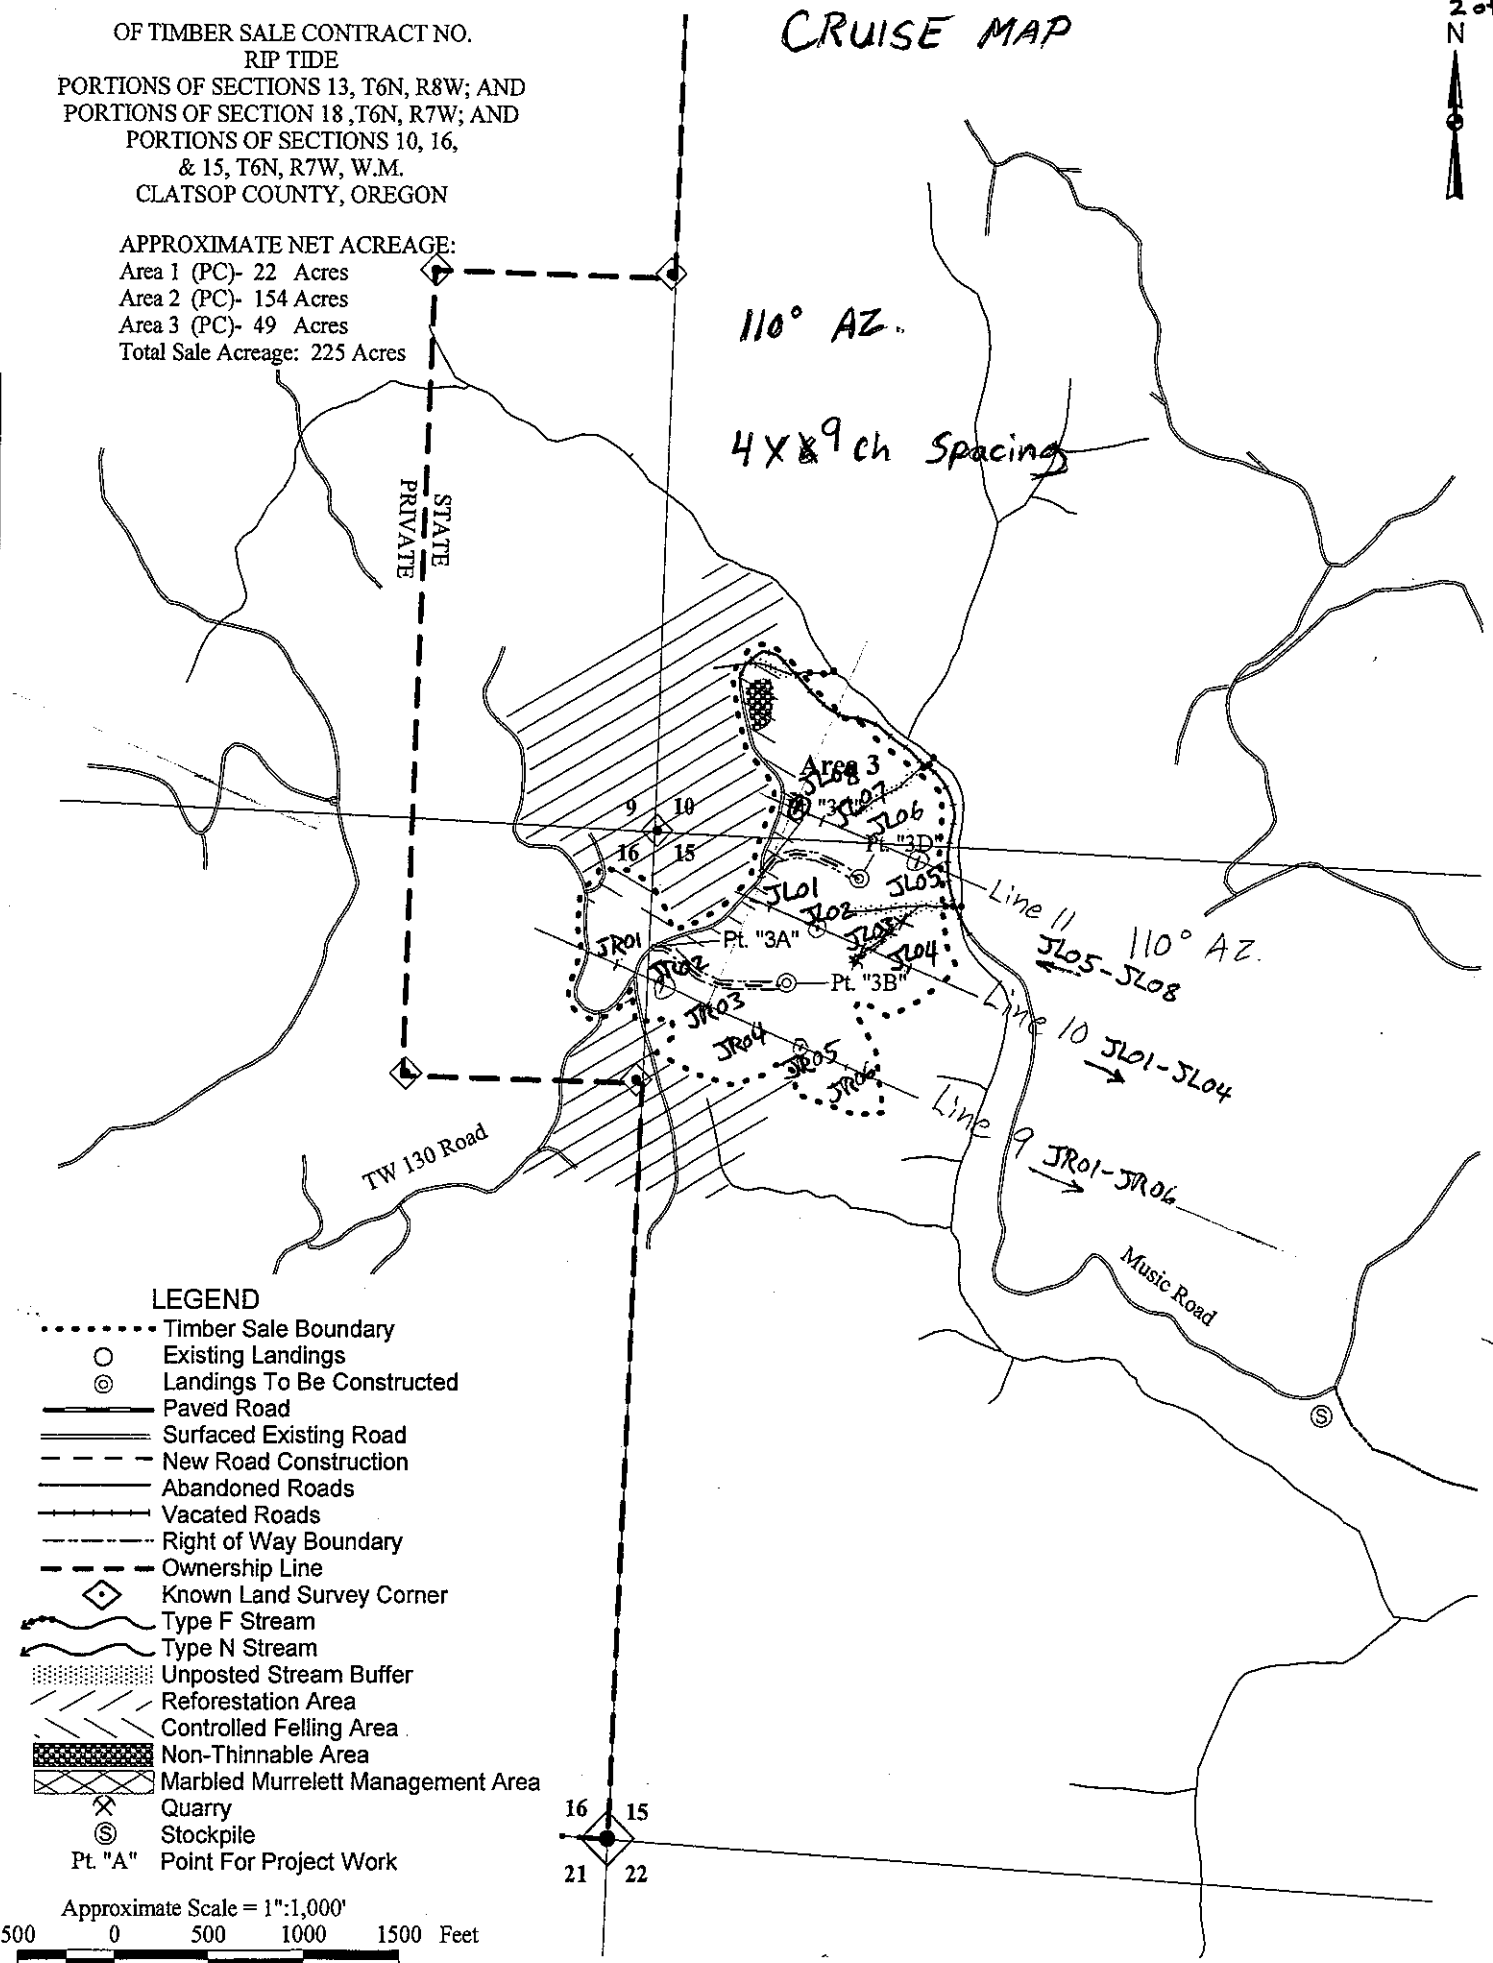 CRUISE MAP
N
OF TIMBER SALE CONTRACT NO.
RIP TIDE
PORTIONS OF SECTIONS 13, T6N, R8W; AND
PORTIONS OF SECTION 18 ,T6N, R7W; AND
PORTIONS OF SECTIONS 10, 16,
& 15, T6N, R7W, W.M.
CLATSOP COUNTY, OREGON
APPROXIMATE NET ACREAGE:
Area 1 (PC)- 22 Acres
Area 2 (PC)- 154 Acres
Area 3 (PC)- 49 Acres
Total Sale Acreage: 225 Acres
110° AZ.
4 X 9 ch Spacing
STATE
PRIVATE
Area 3
JL08
JL07
JL06
9 10
16 15
Pt. "3D"
JL05
JL01
JL02
JL03
JL04
Line 11
110° AZ.
JL05-JL08
JR01
Pt. "3A"
JR02
Pt. "3B"
JR03
JR04
JR05
JR06
Line 10
JL01-JL04
Line 9
JR01-JR06
TW 130 Road
Music Road
S
LEGEND
Timber Sale Boundary
Existing Landings
Landings To Be Constructed
Paved Road
Surfaced Existing Road
New Road Construction
Abandoned Roads
Vacated Roads
Right of Way Boundary
Ownership Line
Known Land Survey Corner
Type F Stream
Type N Stream
Unposted Stream Buffer
Reforestation Area
Controlled Felling Area
Non-Thinnable Area
Marbled Murrelett Management Area
Quarry
S Stockpile
Pt. "A" Point For Project Work
16 15
21 22
Approximate Scale = 1":1,000'
500 0 500 1000 1500 Feet